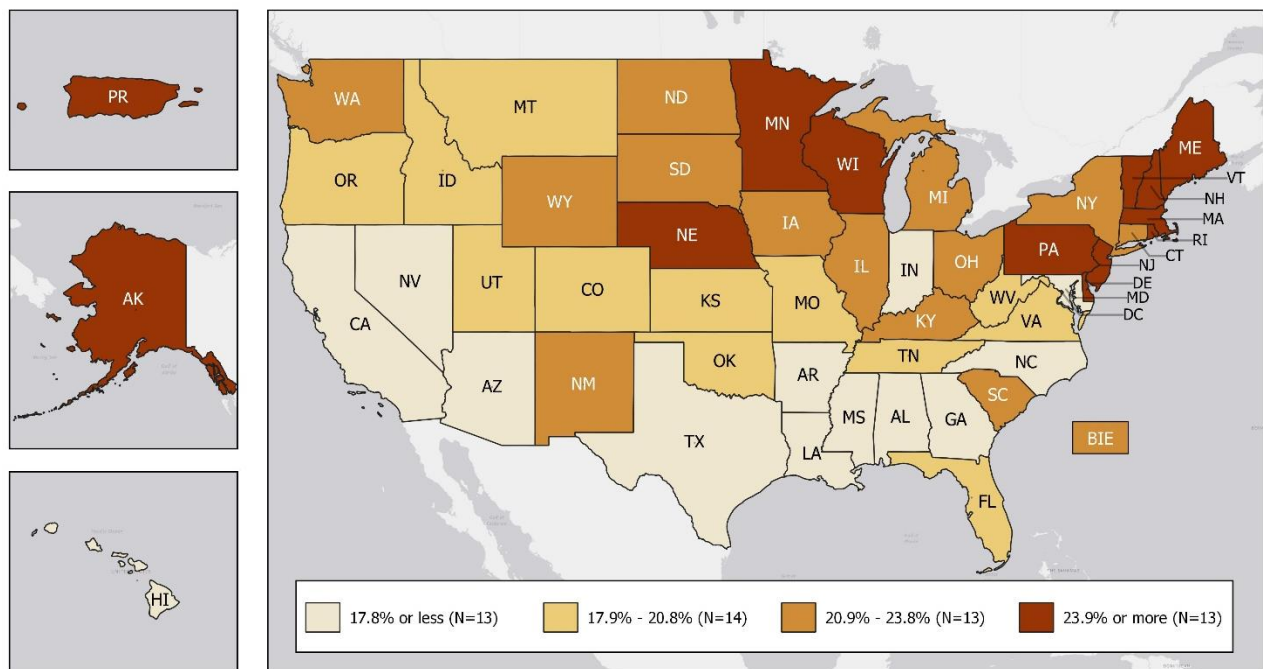 PR
AK
HI
WA
MT
ND
MN
WI
ME
VT
OR
ID
WY
SD
MI
NY
NH
MA
RI
CT
NE
IA
IL
IN
OH
PA
NJ
DE
MD
DC
NV
UT
CO
KS
MO
KY
WV
VA
CA
AZ
NM
OK
AR
TN
NC
SC
TX
LA
MS
AL
GA
FL
BIE
17.8% or less (N=13)
17.9% - 20.8% (N=14)
20.9% - 23.8% (N=13)
23.9% or more (N=13)